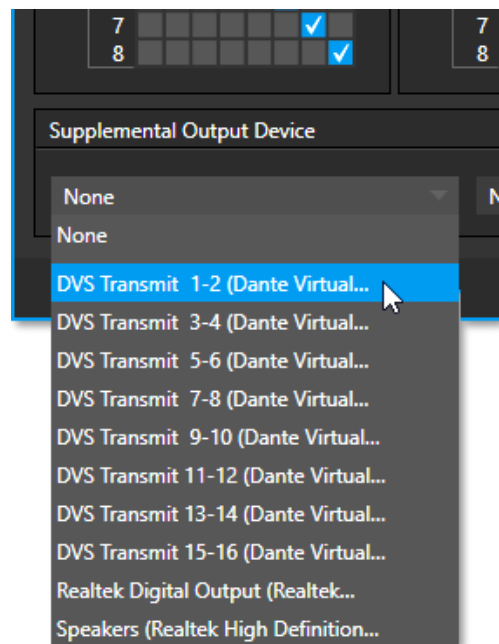 7
7
8
8
Supplemental Output Device
None
N
None
DVS Transmit 1-2 (Dante Virtual...
DVS Transmit 3-4 (Dante Virtual...
DVS Transmit 5-6 (Dante Virtual...
DVS Transmit 7-8 (Dante Virtual...
DVS Transmit 9-10 (Dante Virtual...
DVS Transmit 11-12 (Dante Virtual...
DVS Transmit 13-14 (Dante Virtual...
DVS Transmit 15-16 (Dante Virtual...
Realtek Digital Output (Realtek...
Speakers (Realtek High Definition...